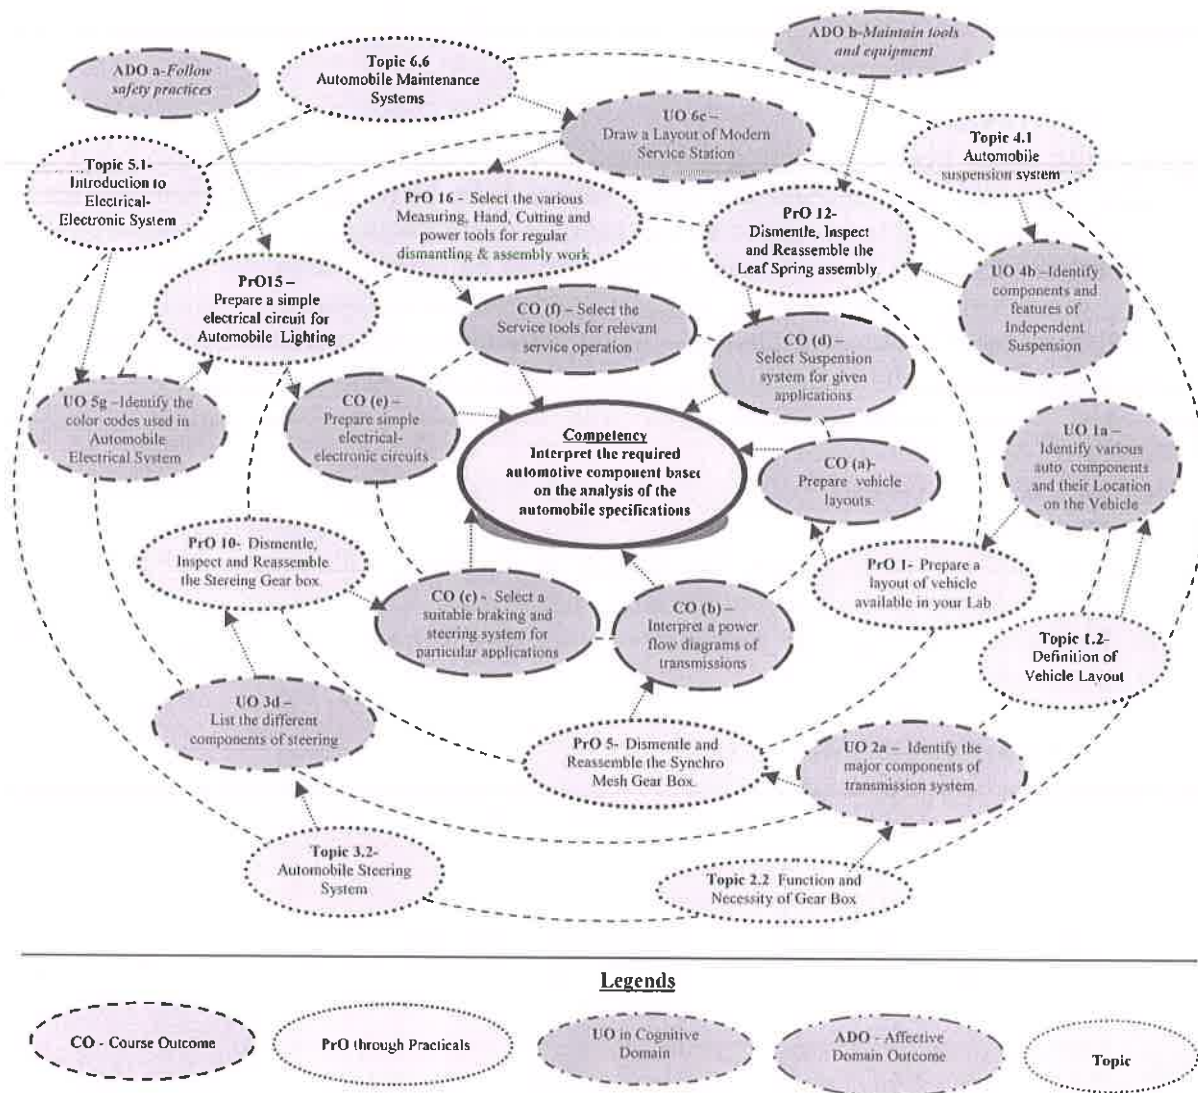 ADO b-Maintain tools
and equipment
ADO a-Follow
safety practices
Topic 6.6
Automobile Maintenance
Systems
UO 6c –
Draw a Layout of Modern
Service Station
Topic 4.1
Automobile
suspension system
Topic 5.1-
Introduction to
Electrical-
Electronic System
PrO 16 - Select the various
Measuring, Hand, Cutting and
power tools for regular
dismantling & assembly work
PrO 12-
Dismentle, Inspect
and Reassemble the
Leaf Spring assembly
UO 4b –Identify
components and
features of
Independent
Suspension
PrO15 –
Prepare a simple
electrical circuit for
Automobile Lighting
CO (f) – Select the
Service tools for relevant
service operation
CO (d) –
Select Suspension
system for given
applications
UO 5g –Identify the
color codes used in
Automobile
Electrical System
CO (e) –
Prepare simple
electrical-
electronic circuits
Competency
Interpret the required
automotive component based
on the analysis of the
automobile specifications
CO (a)-
Prepare vehicle
layouts.
UO 1a –
Identify various
auto components
and their Location
on the Vehicle
PrO 10- Dismentle,
Inspect and Reassemble
the Stereing Gear box.
CO (c) - Select a
suitable braking and
steering system for
particular applications
CO (b) –
Interpret a power
flow diagrams of
transmissions
PrO 1- Prepare a
layout of vehicle
available in your Lab
Topic 1.2-
Definition of
Vehicle Layout
UO 3d –
List the different
components of steering
PrO 5- Dismentle and
Reassemble the Synchro
Mesh Gear Box.
UO 2a – Identify the
major components of
transmission system.
Topic 3.2-
Automobile Steering
System
Topic 2.2 Function and
Necessity of Gear Box
Legends
CO - Course Outcome
PrO through Practicals
UO in Cognitive
Domain
ADO - Affective
Domain Outcome
Topic